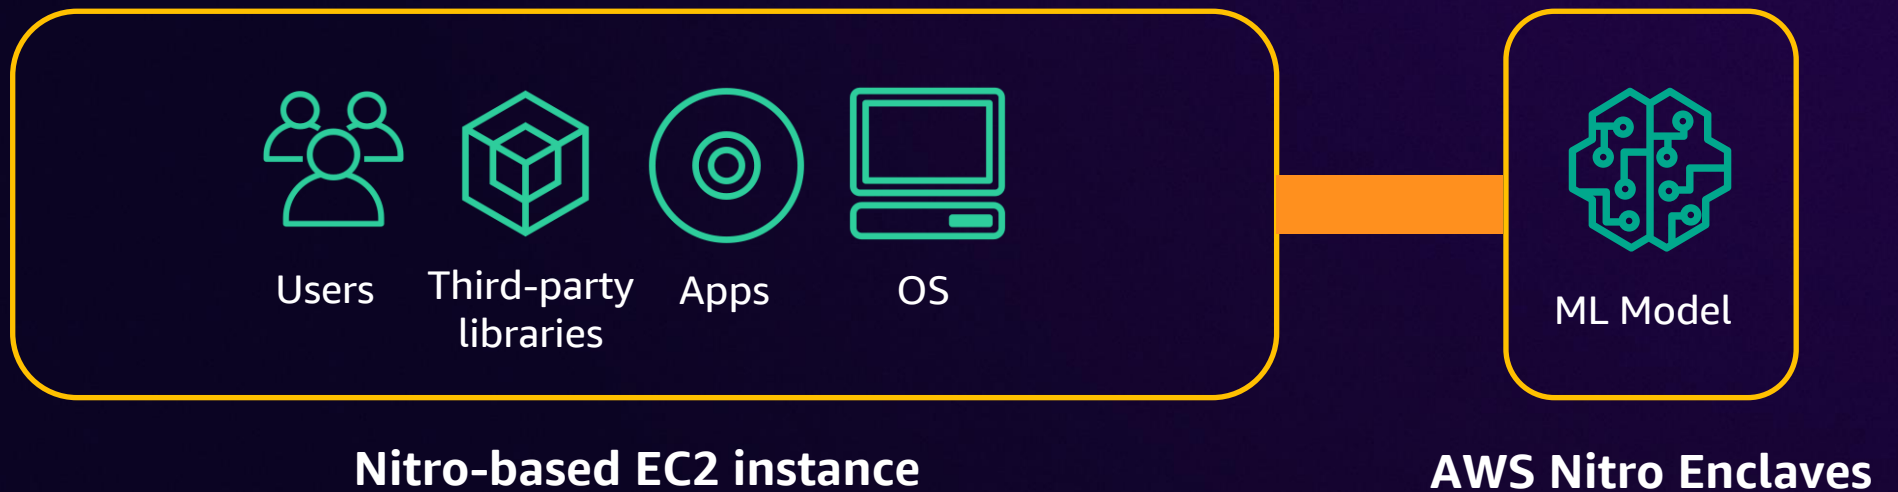 Users
Third-party
libraries
Apps
OS
ML Model
Nitro-based EC2 instance
AWS Nitro Enclaves